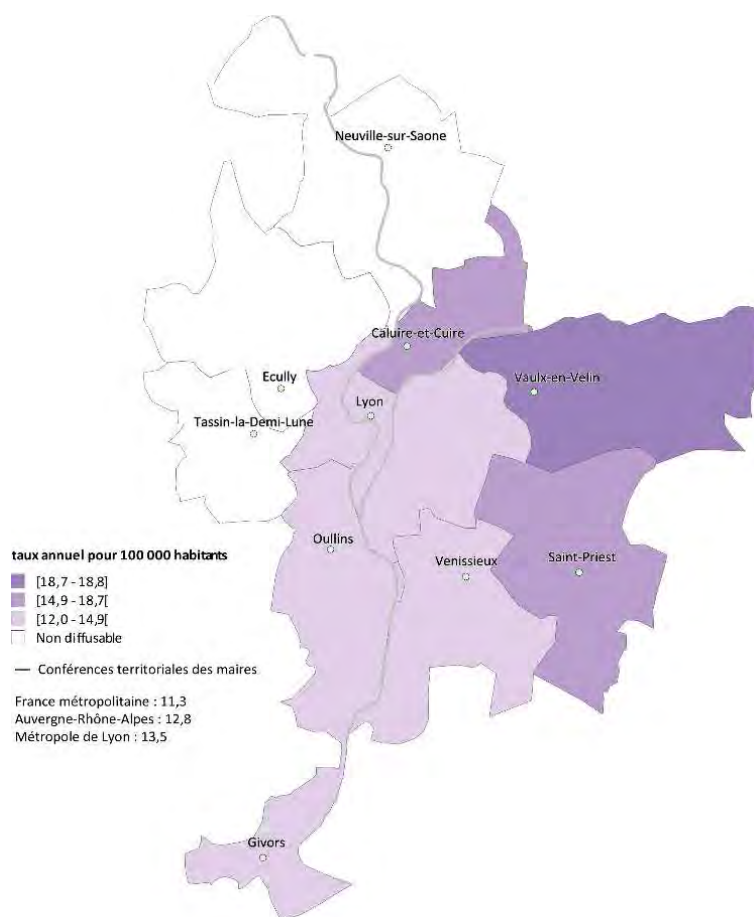 Neuville-sur-Saone
Caluire-et-Cuire
Ecully
Vaulx-en-Velin
Lyon
Tassin-la-Demi-Lune
Oullins
Venissieux
Saint-Priest
taux annuel pour 100 000 habitants
[18,7 - 18,8]
[14,9 - 18,7[
[12,0 - 14,9[
Non diffusable
Conférences territoriales des maires
France métropolitaine : 11,3
Auvergne-Rhône-Alpes : 12,8
Métropole de Lyon : 13,5
Givors